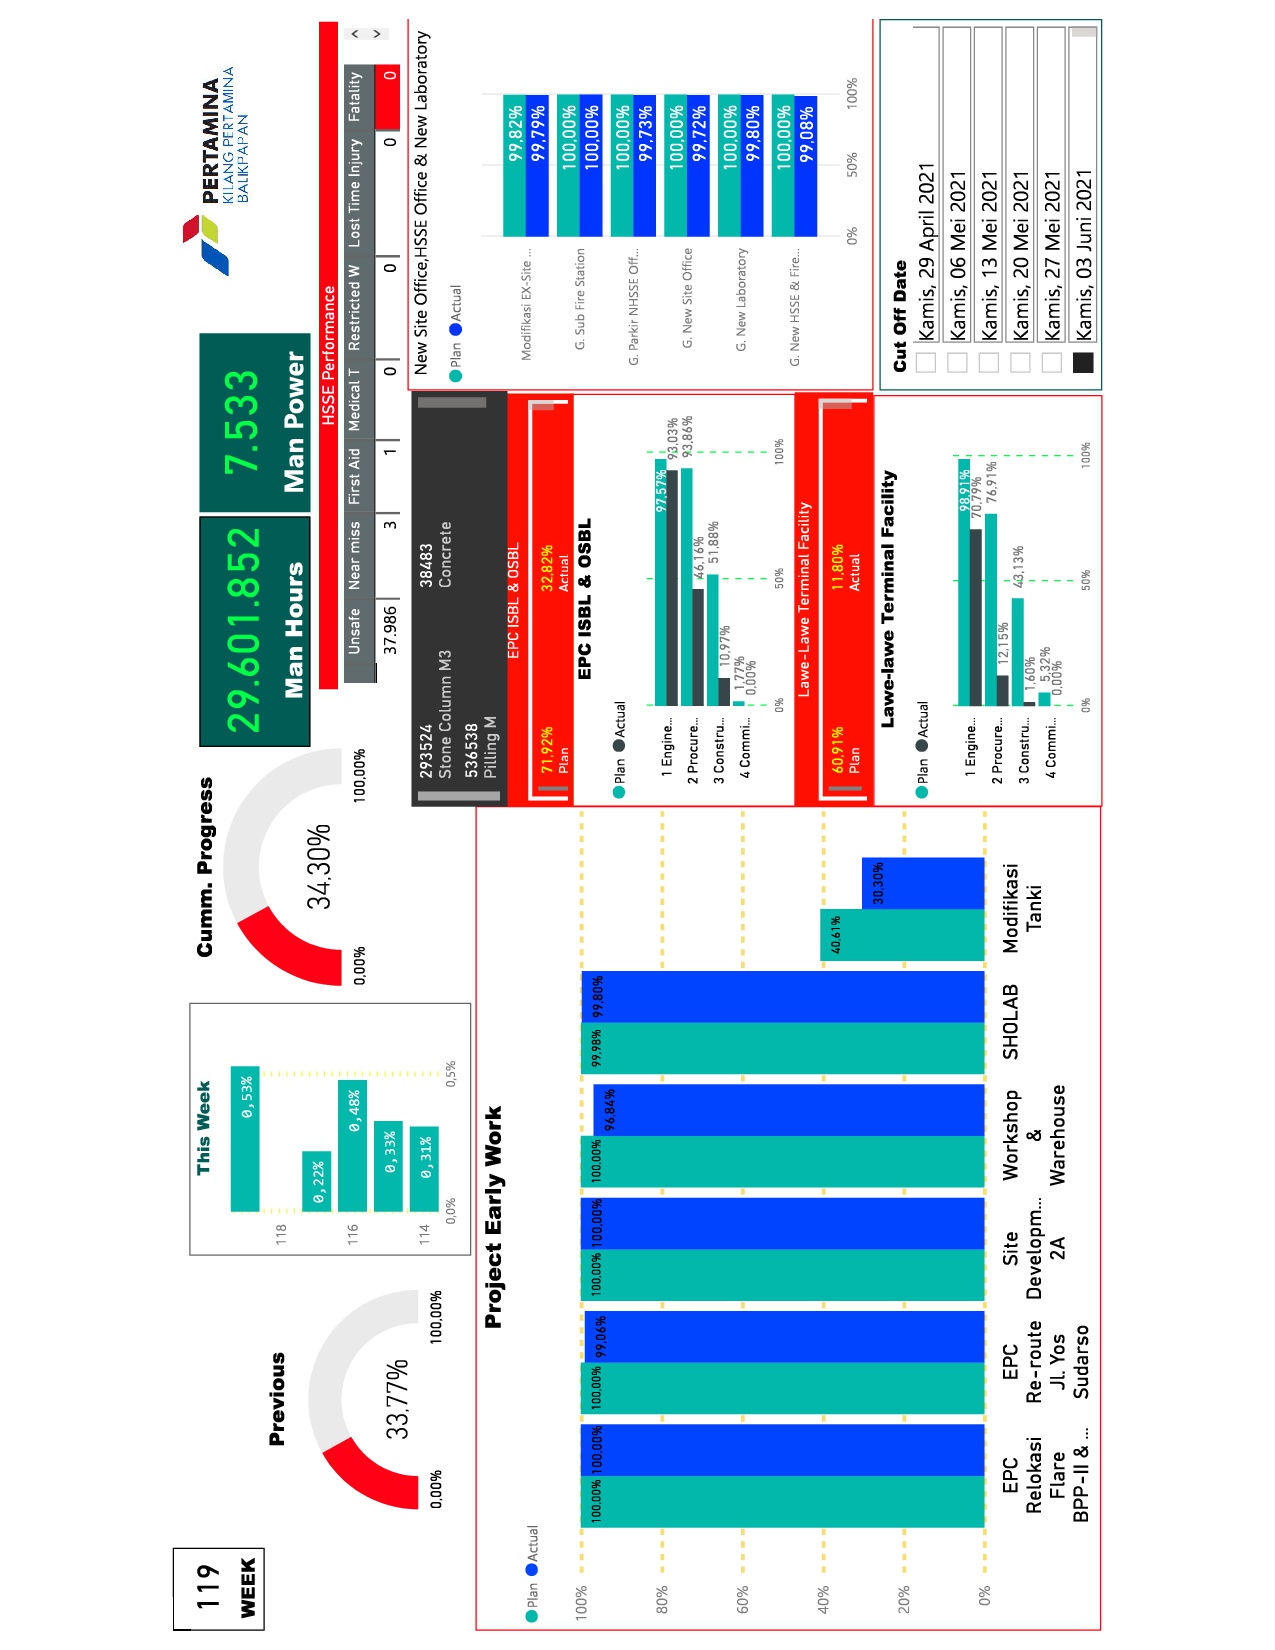 119
WEEK
Previous
33,77%
0,00%
100,00%
This Week
0,53%
118
0,22%
116
0,48%
0,33%
114
0,31%
0,0%
0,5%
Cumm. Progress
34,30%
0,00%
100,00%
29.601.852
Man Hours
7.533
Man Power
PERTAMINA
KILANG PERTAMINA
BALIKPAPAN
HSSE Performance
Unsafe Near miss First Aid Medical T Restricted W Lost Time Injury Fatality
37.986 3 1 0 0 0 0
Project Early Work
Plan Actual
100%
80%
60%
40%
20%
0%
100,00% 100,00%
100,00% 99,06%
100,00% 100,00%
100,00% 96,84%
99,98% 99,80%
40,61% 30,30%
EPC
Relokasi
Flare
BPP-II & ...
EPC
Re-route
Jl. Yos
Sudarso
Site
Developm...
2A
Workshop
&
Warehouse
SHOLAB
Modifikasi
Tanki
293524
Stone Column M3
38483
Concrete
536538
Pilling M
EPC ISBL & OSBL
71,92%
Plan
32,82%
Actual
EPC ISBL & OSBL
Plan Actual
1 Engine...
97,57%
93,03%
2 Procure...
93,86%
46,16%
3 Constru...
51,88%
10,97%
4 Commi...
1,77%
0,00%
0% 50% 100%
Lawe-Lawe Terminal Facility
60,91%
Plan
11,80%
Actual
Lawe-lawe Terminal Facility
Plan Actual
1 Engine...
98,91%
70,79%
2 Procure...
76,91%
12,15%
3 Constru...
43,13%
1,60%
4 Commi...
5,32%
0,00%
0% 50% 100%
New Site Office,HSSE Office & New Laboratory
Plan Actual
Modifikasi EX-Site ...
99,82%
99,79%
G. Sub Fire Station
100,00%
100,00%
G. Parkir NHSSE Off...
100,00%
99,73%
G. New Site Office
100,00%
99,72%
G. New Laboratory
100,00%
99,80%
G. New HSSE & Fire...
100,00%
99,08%
0% 50% 100%
Cut Off Date
Kamis, 29 April 2021
Kamis, 06 Mei 2021
Kamis, 13 Mei 2021
Kamis, 20 Mei 2021
Kamis, 27 Mei 2021
Kamis, 03 Juni 2021